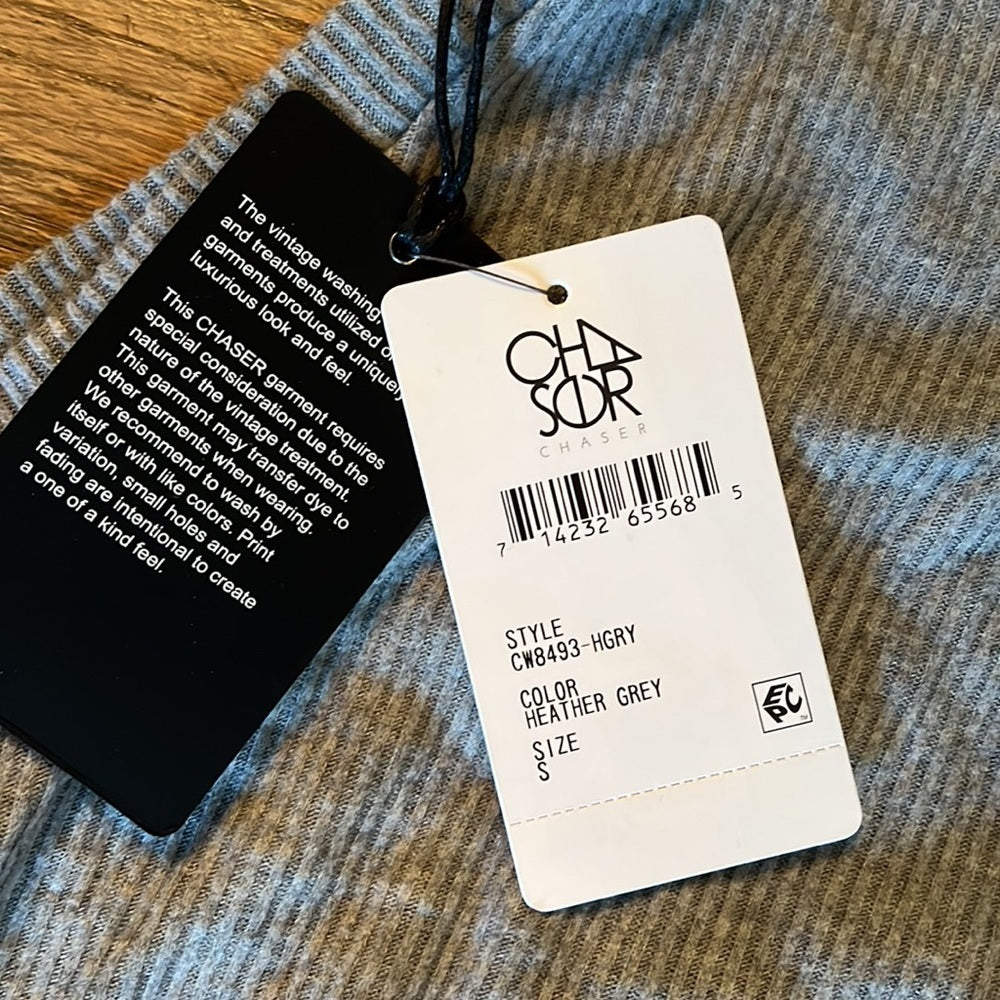 The vintage washing
and treatments utilized
garments produce a uniquely
luxurious look and feel.
This CHASER garment requires
special consideration due to the
nature of the vintage treatment.
This garment may transfer dye to
other garments when wearing.
We recommend to wash by
itself or with like colors. Print
variation, small holes and
fading are intentional to create
a one of a kind feel.
CHA
SER
CHASER
7 14232 65568 5
STYLE
CW8493-HGRY
COLOR
HEATHER GREY
SIZE
S
EPC
TM